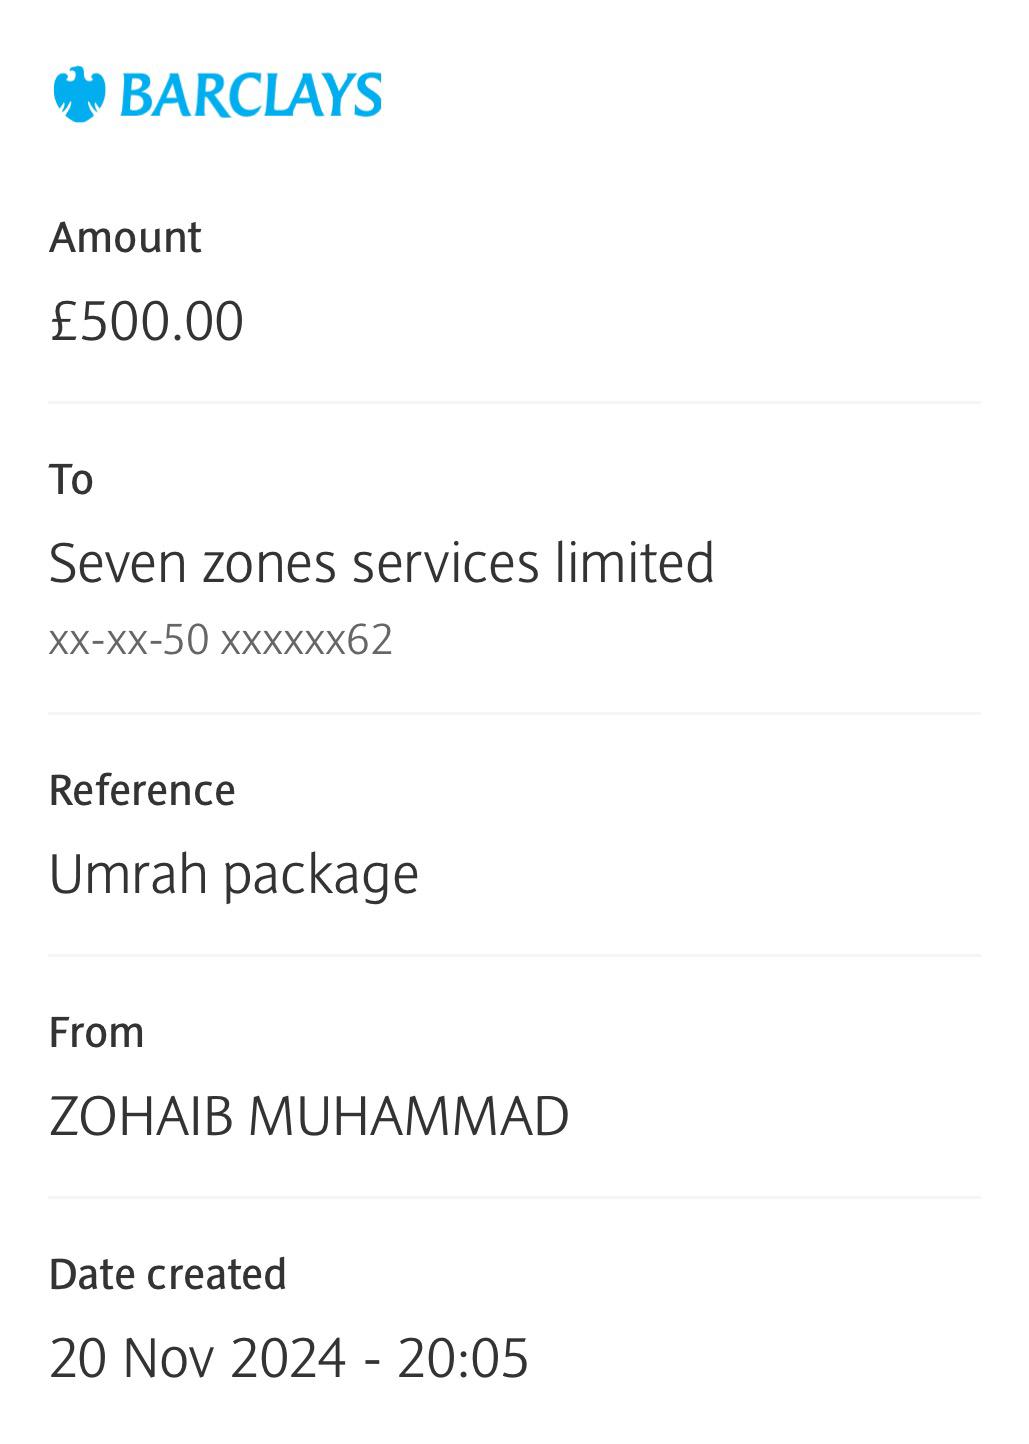 BARCLAYS
Amount
£500.00
To
Seven zones services limited
xx-xx-50 xxxxxx62
Reference
Umrah package
From
ZOHAIB MUHAMMAD
Date created
20 Nov 2024 - 20:05